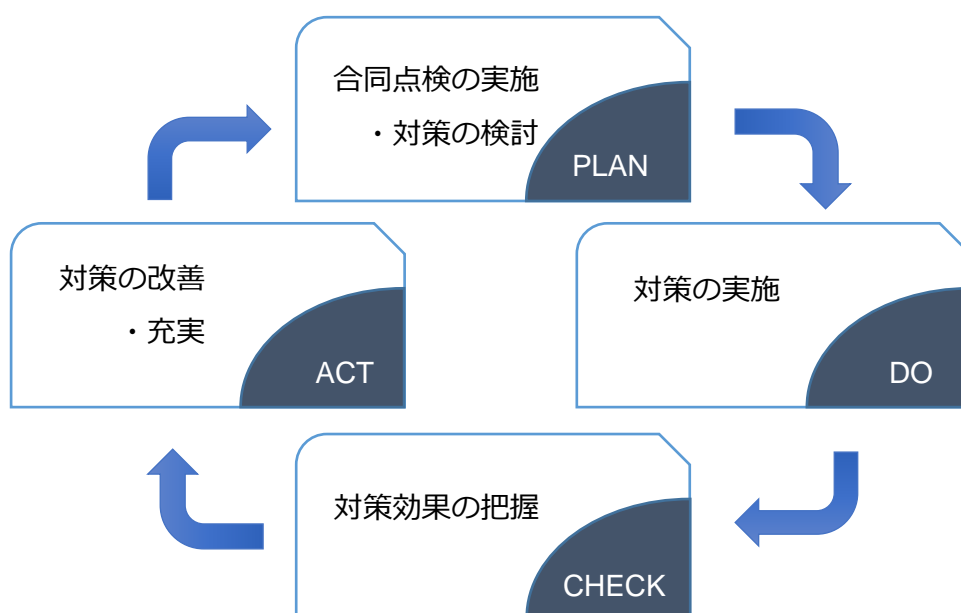 合同点検の実施
・対策の検討
PLAN
対策の実施
DO
対策効果の把握
CHECK
対策の改善
・充実
ACT